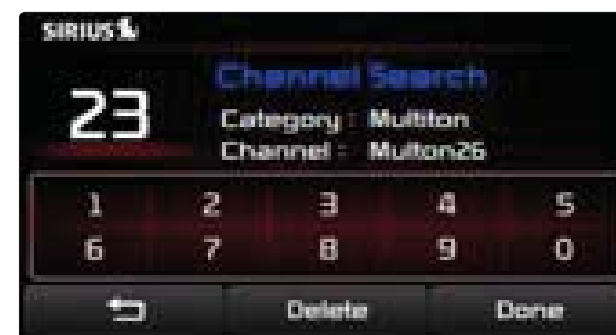 SIRIUS
23
Channel Search
Category : Multiton
Channel : Multon26
1 2 3 4 5
6 7 8 9 0
Delete Done